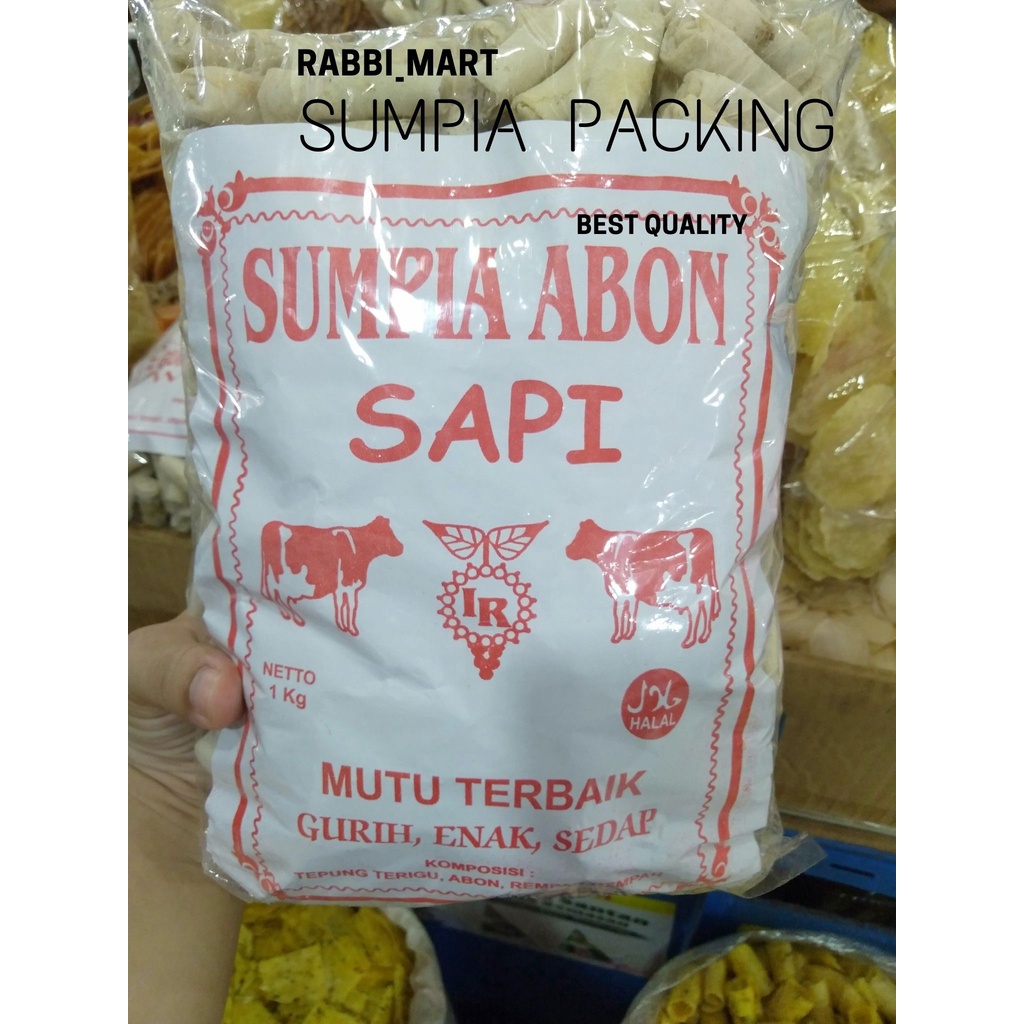 RABBI_MART
SUMPIA PACKING
BEST QUALITY
SUMPIA ABON
SAPI
IR
NETTO
1 Kg
HALAL
MUTU TERBAIK
GURIH, ENAK, SEDAP
KOMPOSISI :
TEPUNG TERIGU, ABON,
santan